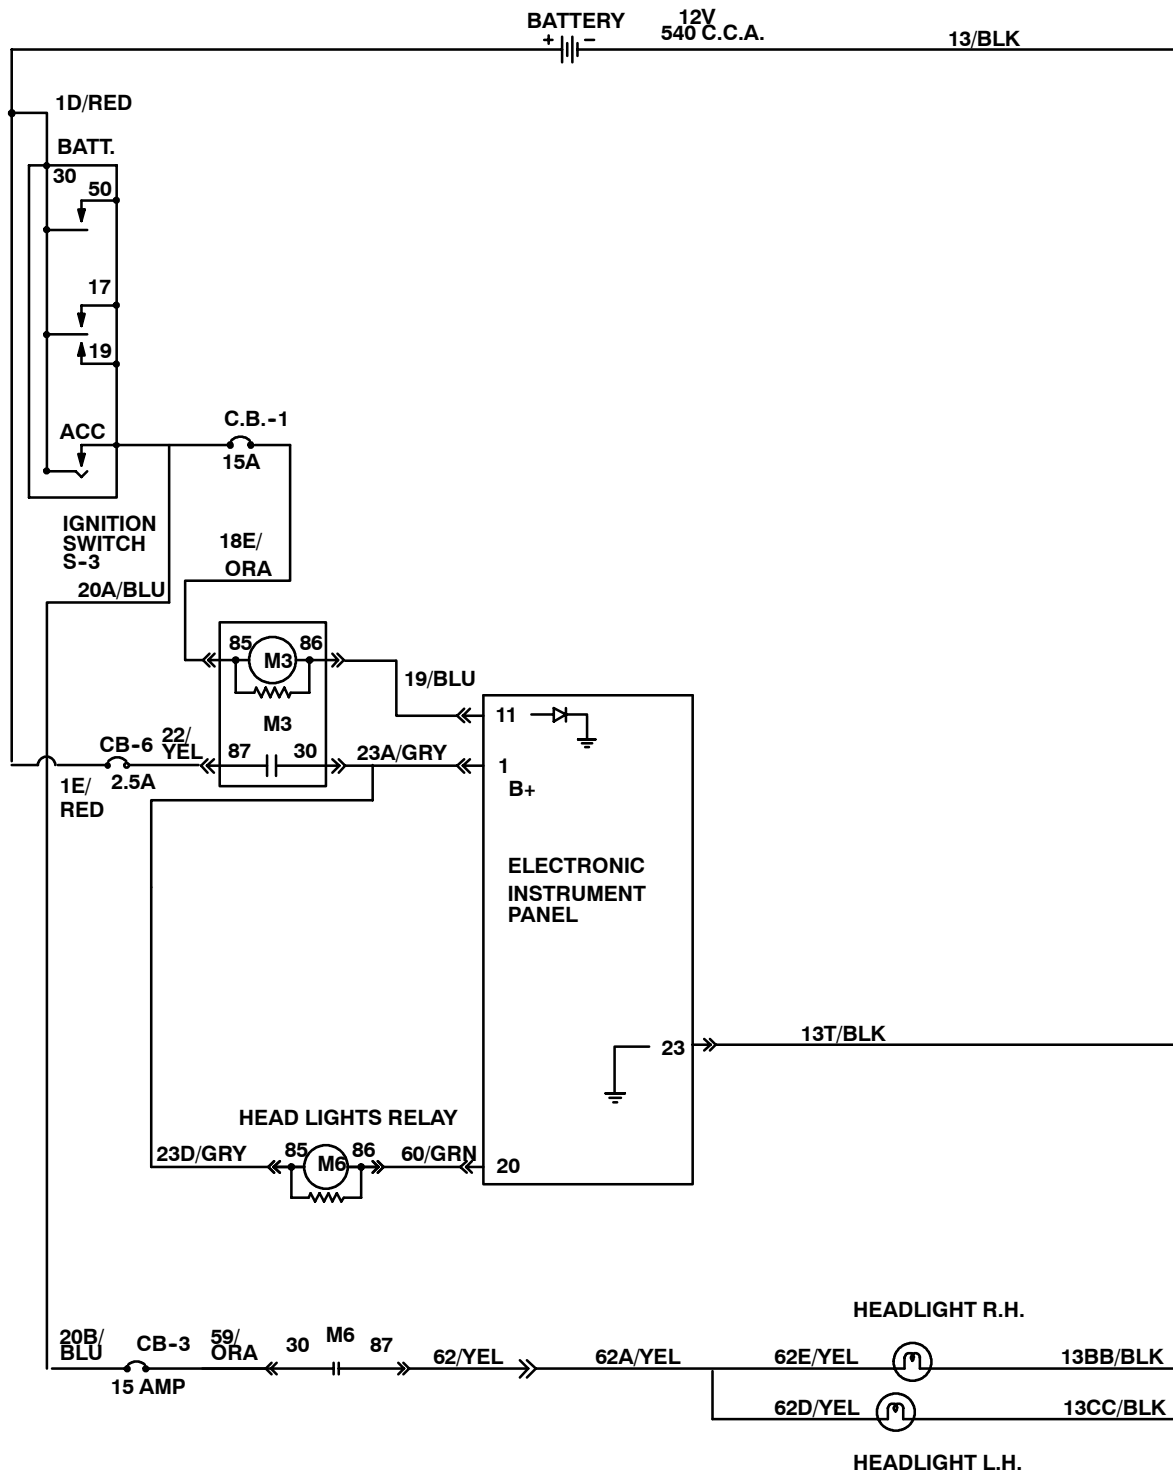 BATTERY
12V
540 C.C.A.
+ −
13/BLK
1D/RED
BATT.
30
50
17
19
ACC
C.B.-1
15A
IGNITION
SWITCH
S-3
18E/
ORA
20A/BLU
85
M3
86
19/BLU
11
M3
CB-6
22/
YEL
87
30
23A/GRY
1
B+
2.5A
1E/
RED
ELECTRONIC
INSTRUMENT
PANEL
23
13T/BLK
HEAD LIGHTS RELAY
23D/GRY
85
M6
86
60/GRN
20
HEADLIGHT R.H.
20B/
BLU
CB-3
15 AMP
59/
ORA
30
M6
87
62/YEL
62A/YEL
62E/YEL
13BB/BLK
62D/YEL
13CC/BLK
HEADLIGHT L.H.